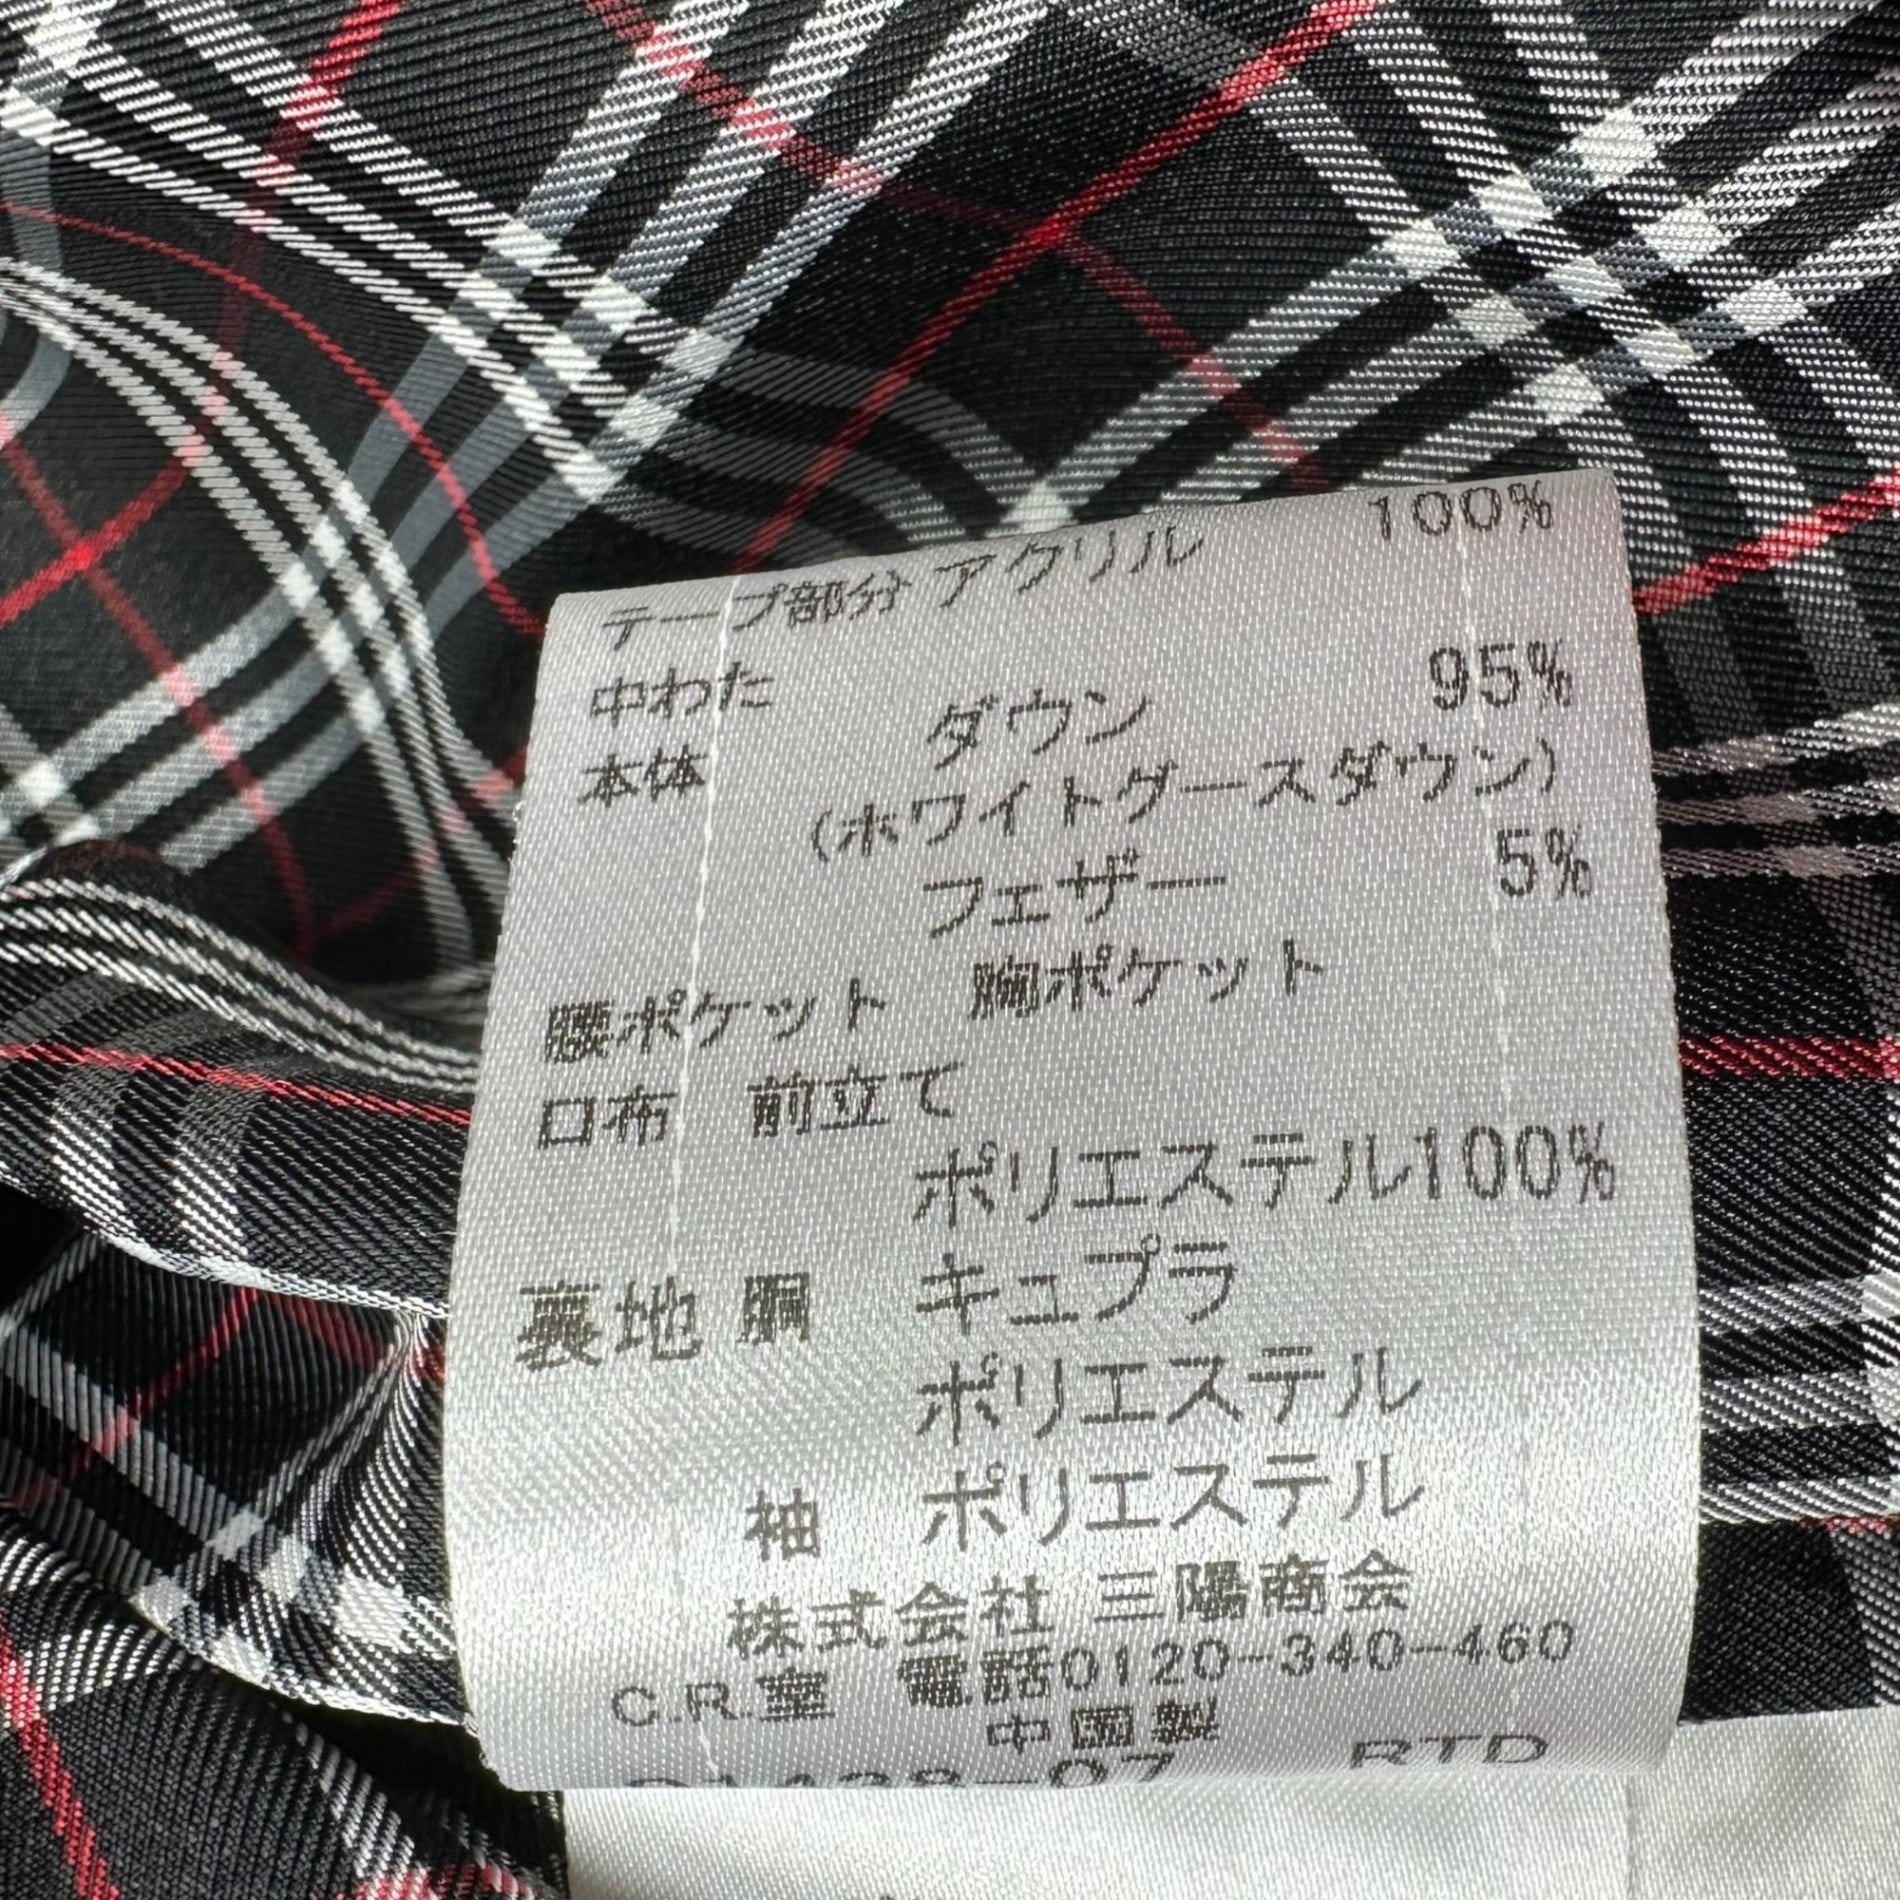 テープ部分 アクリル 100%
中わた
本体 ダウン 95%
(ホワイトグースダウン)
フェザー 5%
腰ポケット 胸ポケット
口布 前立て
ポリエステル100%
裏地 胴 キュプラ
ポリエステル
袖 ポリエステル
株式会社 三陽商会
C.R.室 電話0120-340-460
中国製
RTD